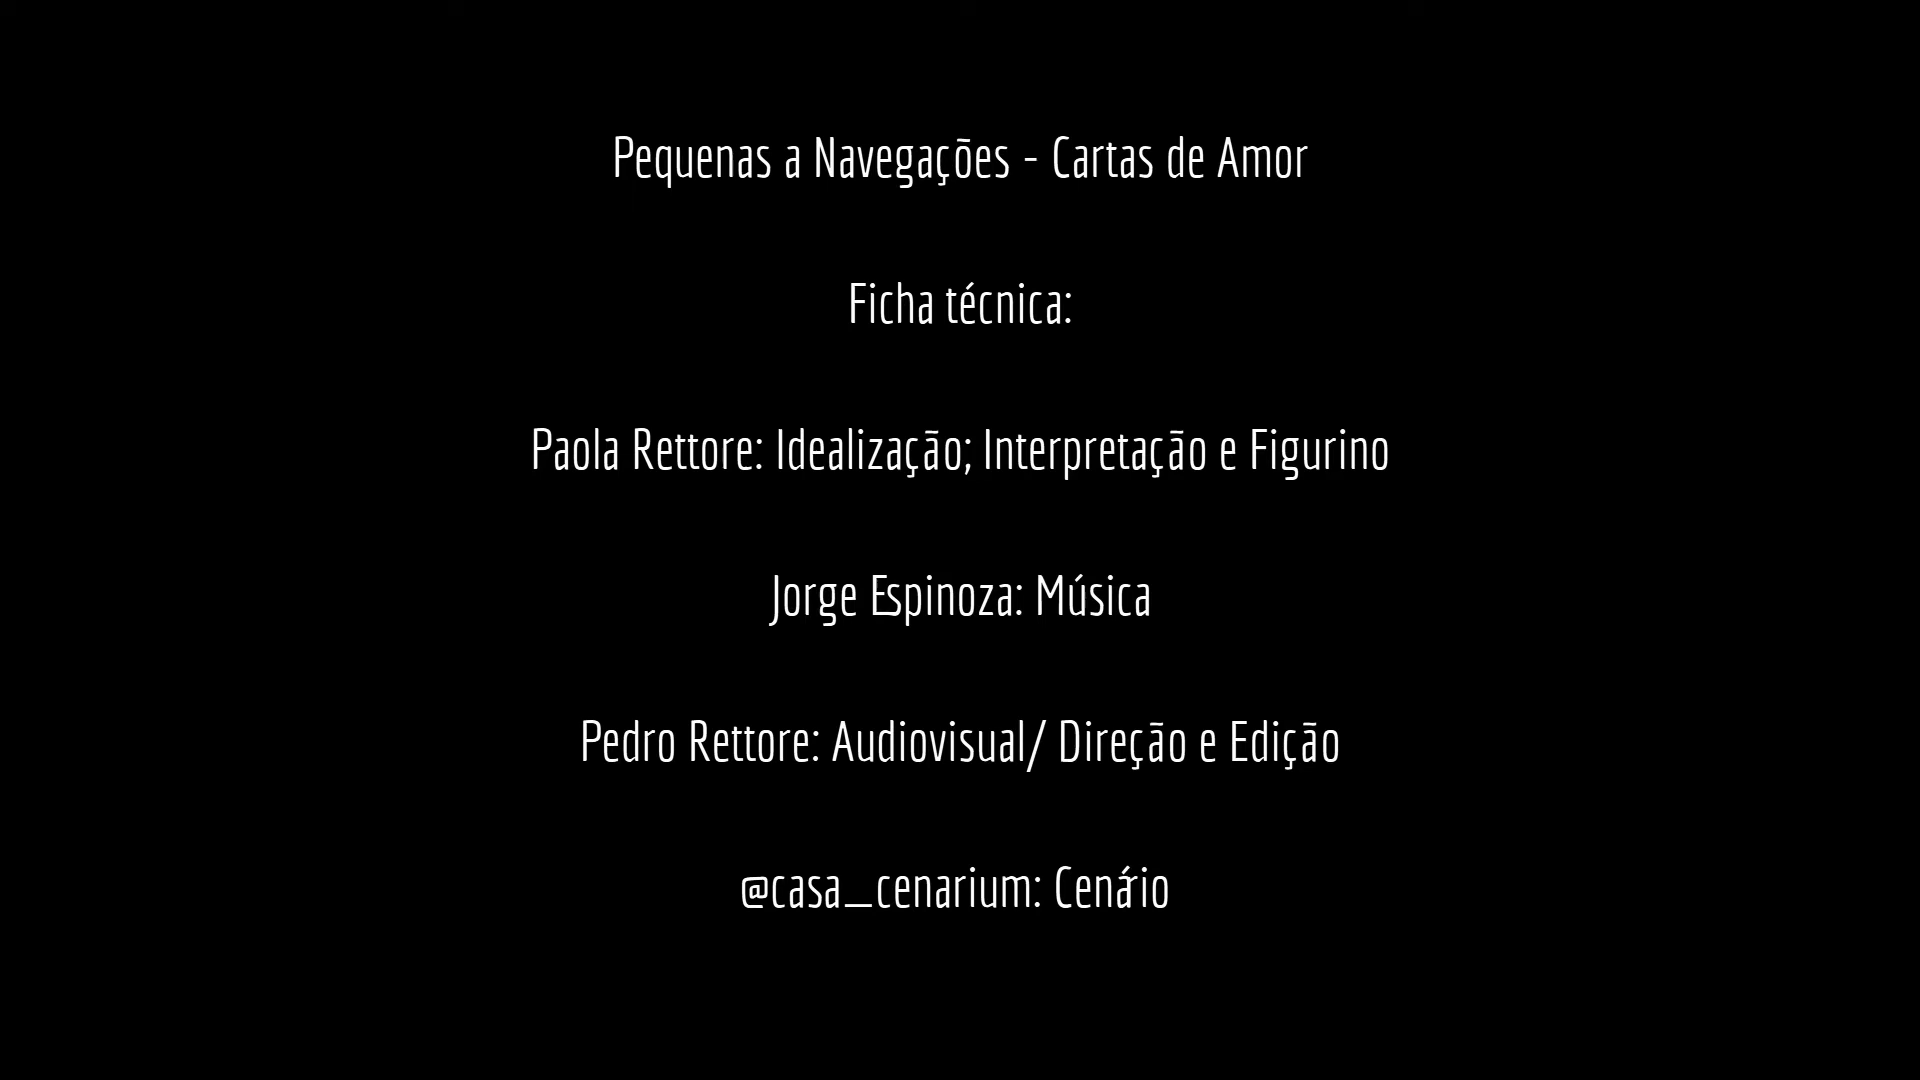 Pequenas a Navegações - Cartas de Amor
Ficha técnica:
Paola Rettore: Idealização; Interpretação e Figurino
Jorge Espinoza: Música
Pedro Rettore: Audiovisual/ Direção e Edição
@casa_cenarium: Cenário